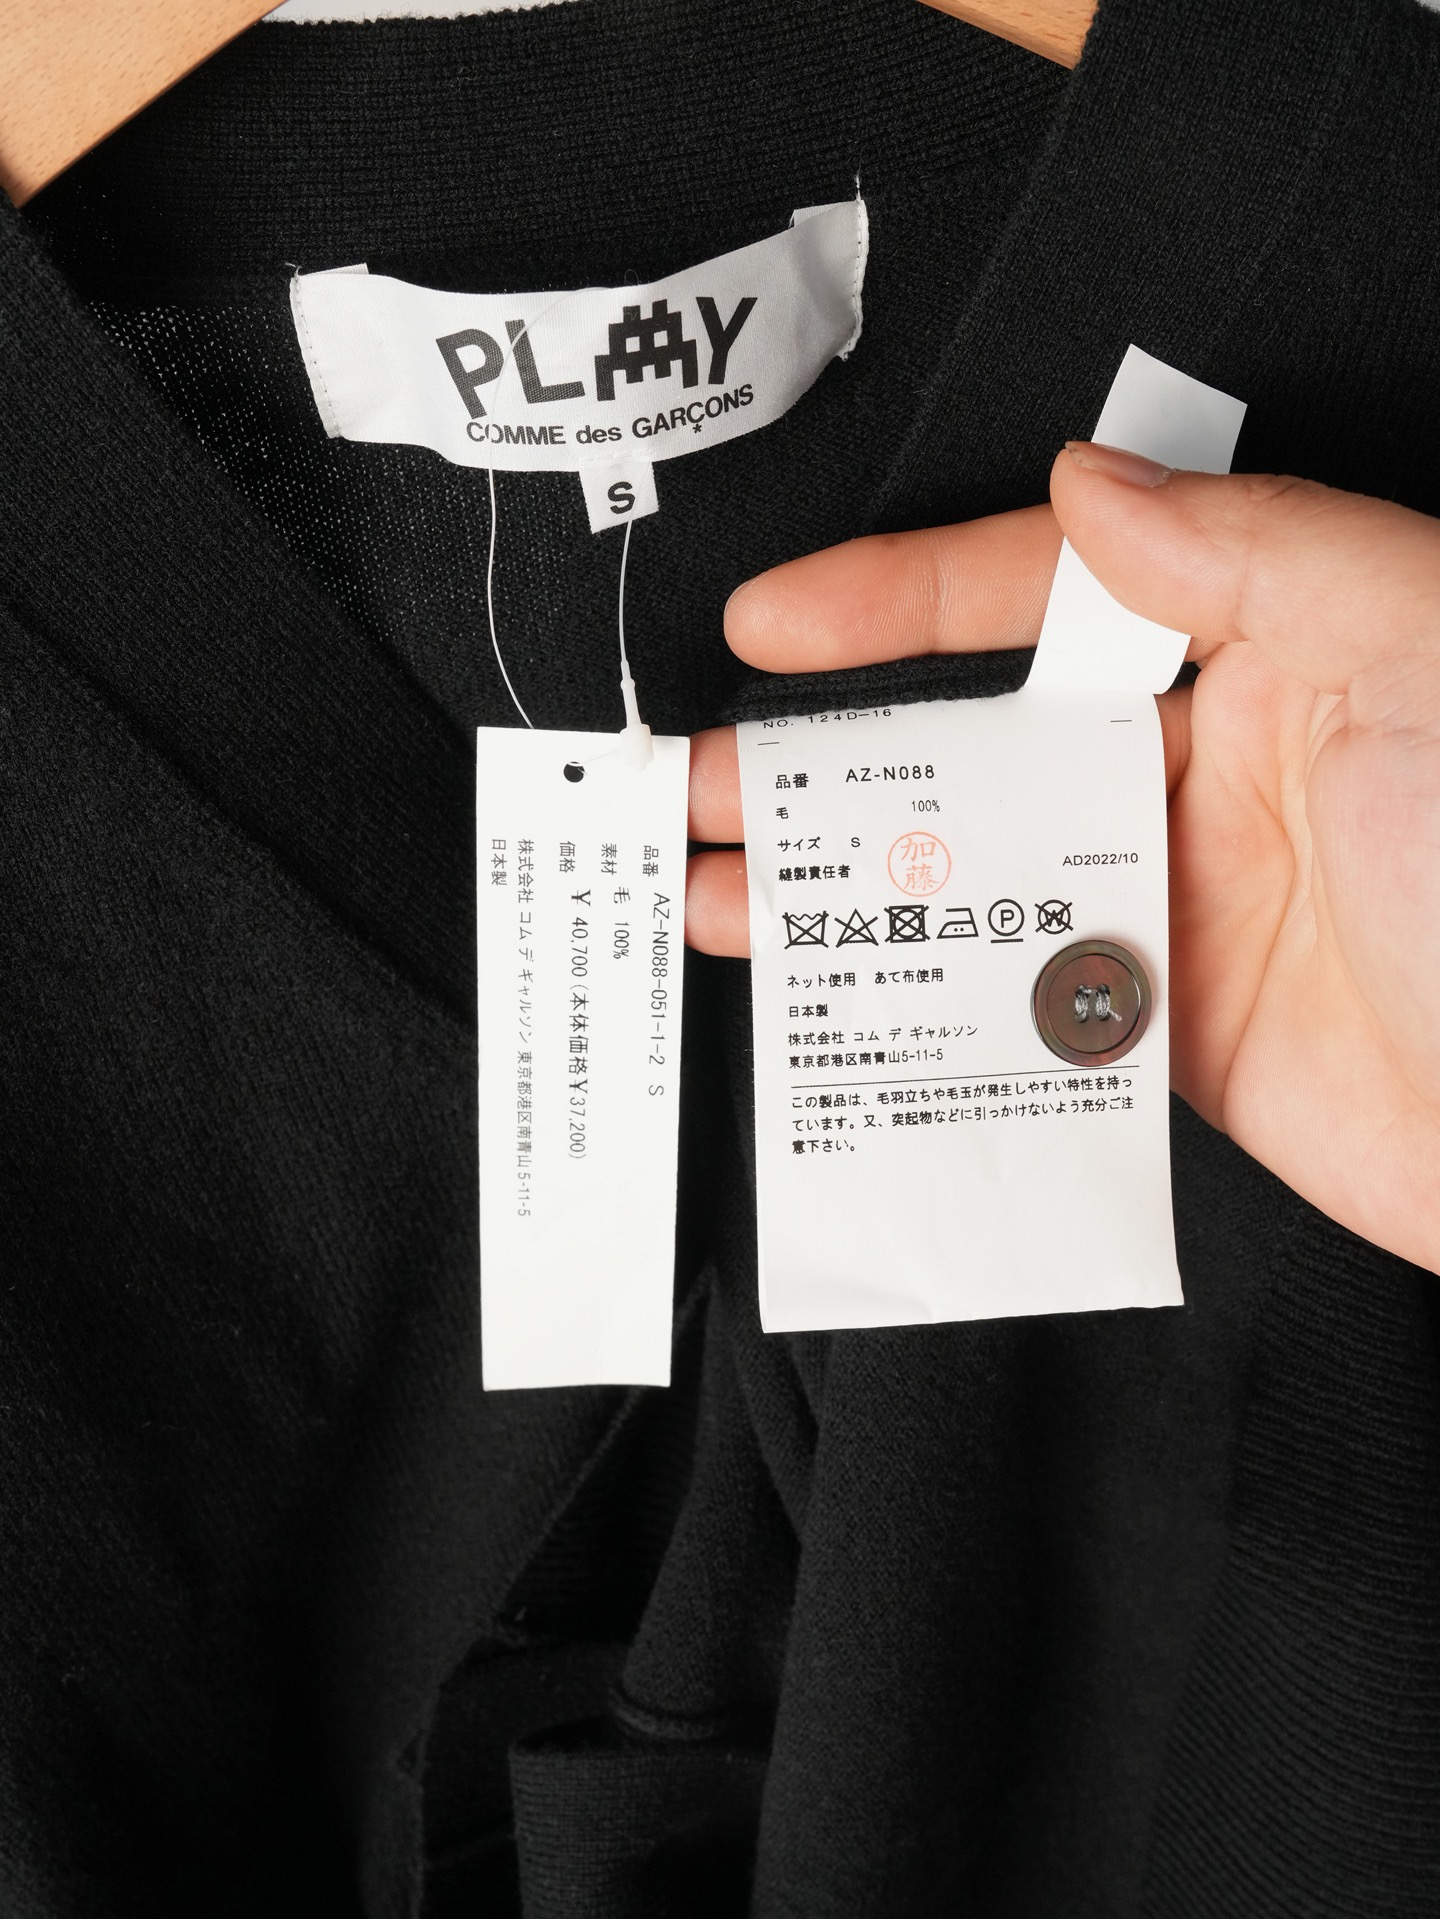 PLAY
COMME des GARÇONS
S
品番 AZ-N088-051-1-2 S
素材 毛 100%
価格 ¥40,700(本体価格¥37,200)
株式会社 コム デ ギャルソン 東京都港区南青山5-11-5
日本製
NO. 124D-16
品番 AZ-N088
毛 100%
サイズ S
縫製責任者 加藤
AD2022/10
P W
ネット使用 あて布使用
日本製
株式会社 コム デ ギャルソン
東京都港区南青山5-11-5
この製品は、毛羽立ちや毛玉が発生しやすい特性を持っ
ています。又、突起物などに引っかけないよう充分ご注
意下さい。